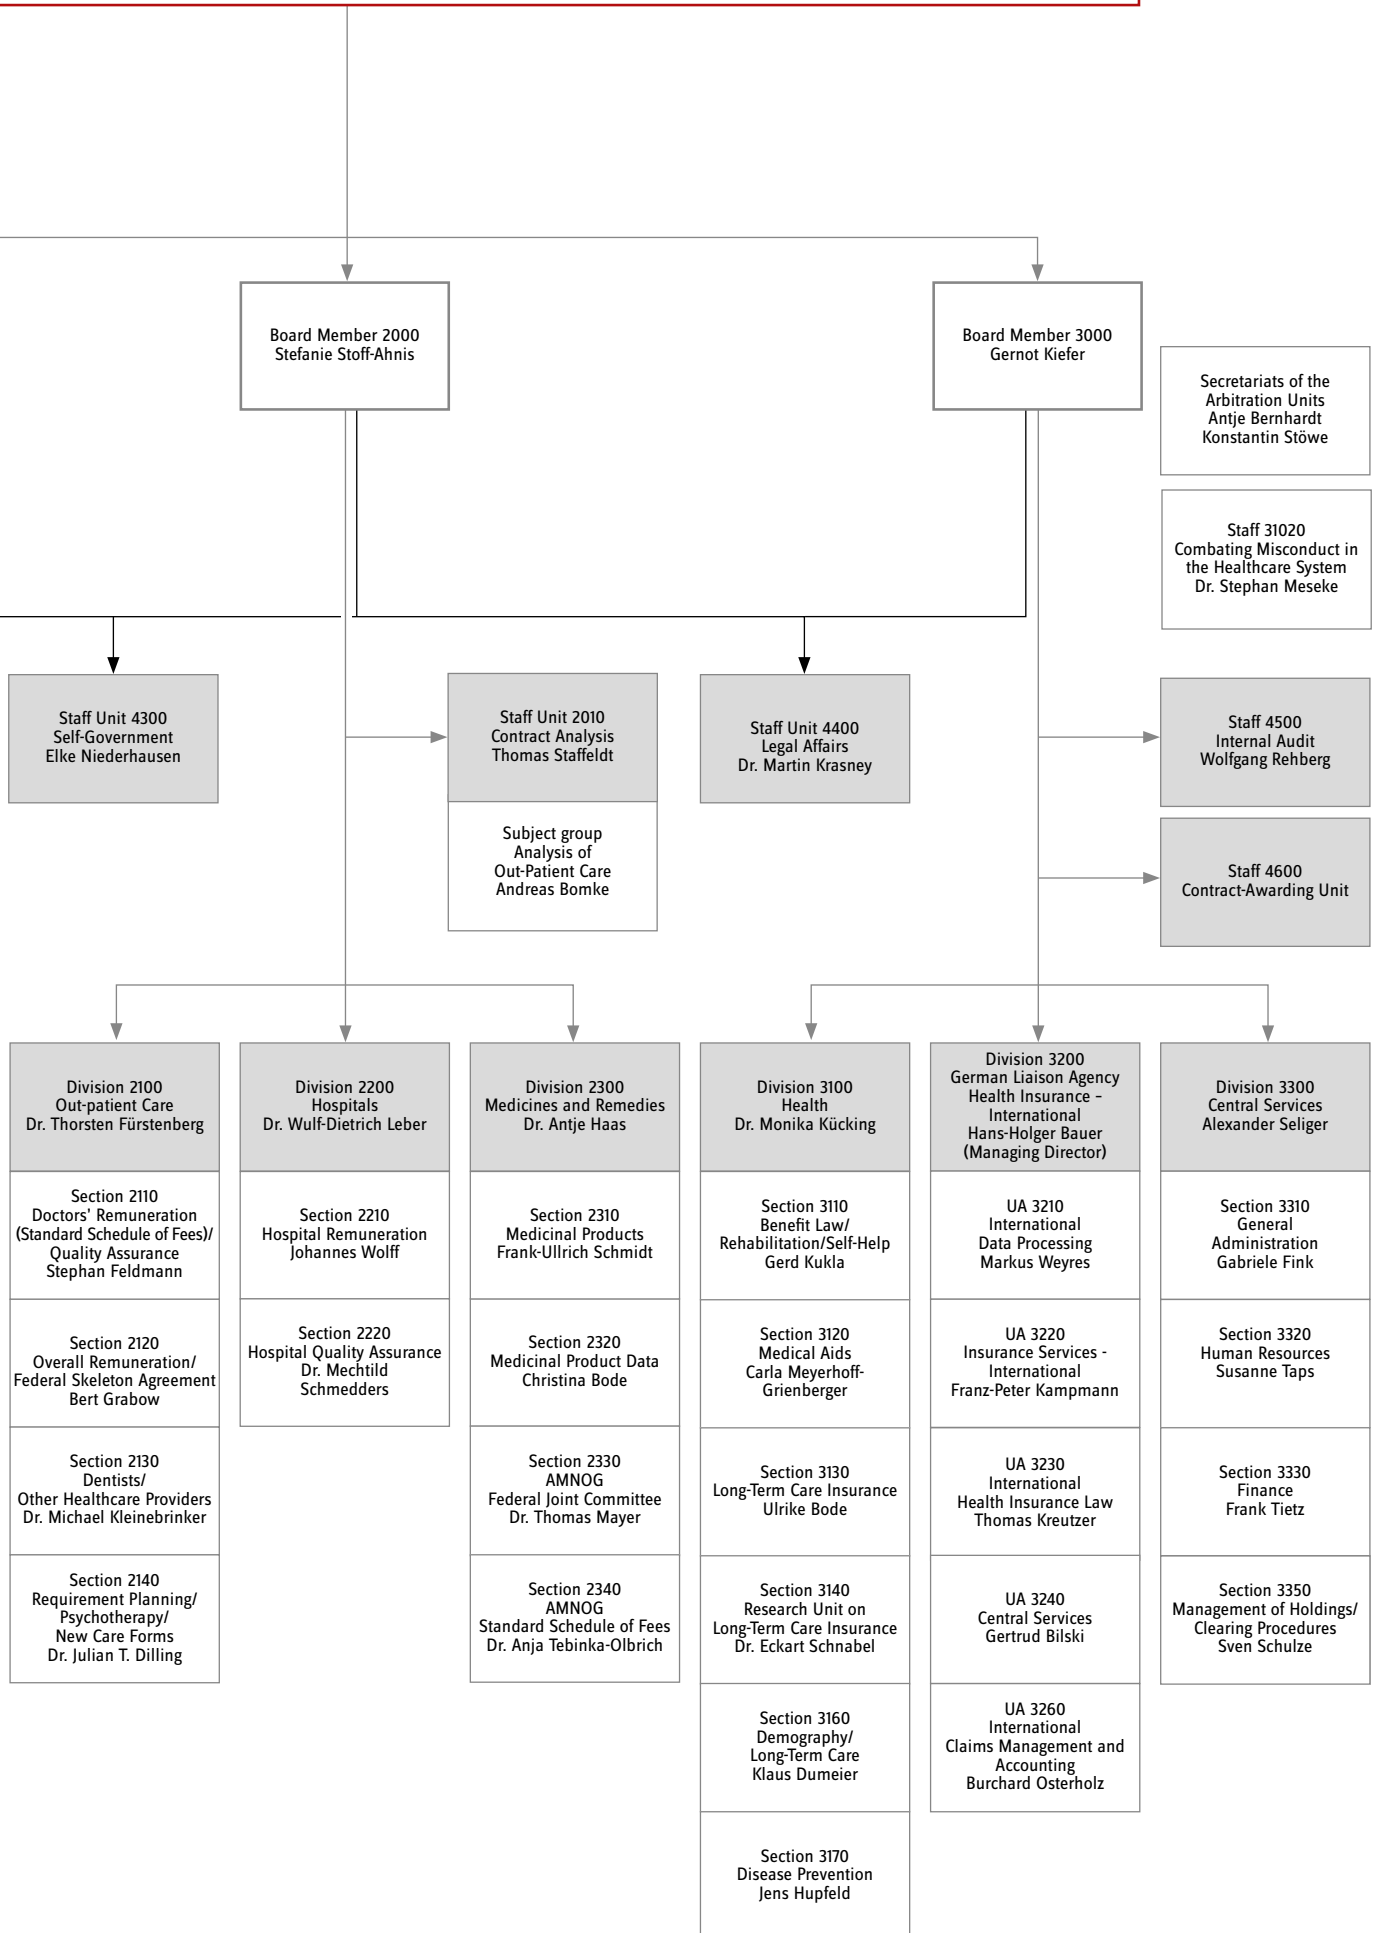 Board Member 2000
Stefanie Stoff-Ahnis
Board Member 3000
Gernot Kiefer
Secretariats of the
Arbitration Units
Antje Bernhardt
Konstantin Stöwe
Staff 31020
Combating Misconduct in
the Healthcare System
Dr. Stephan Meseke
Staff Unit 4300
Self-Government
Elke Niederhausen
Staff Unit 2010
Contract Analysis
Thomas Staffeldt
Subject group
Analysis of
Out-Patient Care
Andreas Bomke
Staff Unit 4400
Legal Affairs
Dr. Martin Krasney
Staff 4500
Internal Audit
Wolfgang Rehberg
Staff 4600
Contract-Awarding Unit
Division 2100
Out-patient Care
Dr. Thorsten Fürstenberg
Section 2110
Doctors' Remuneration
(Standard Schedule of Fees)/
Quality Assurance
Stephan Feldmann
Section 2120
Overall Remuneration/
Federal Skeleton Agreement
Bert Grabow
Section 2130
Dentists/
Other Healthcare Providers
Dr. Michael Kleinebrinker
Section 2140
Requirement Planning/
Psychotherapy/
New Care Forms
Dr. Julian T. Dilling
Division 2200
Hospitals
Dr. Wulf-Dietrich Leber
Section 2210
Hospital Remuneration
Johannes Wolff
Section 2220
Hospital Quality Assurance
Dr. Mechtild
Schmedders
Division 2300
Medicines and Remedies
Dr. Antje Haas
Section 2310
Medicinal Products
Frank-Ullrich Schmidt
Section 2320
Medicinal Product Data
Christina Bode
Section 2330
AMNOG
Federal Joint Committee
Dr. Thomas Mayer
Section 2340
AMNOG
Standard Schedule of Fees
Dr. Anja Tebinka-Olbrich
Division 3100
Health
Dr. Monika Kücking
Section 3110
Benefit Law/
Rehabilitation/Self-Help
Gerd Kukla
Section 3120
Medical Aids
Carla Meyerhoff-
Grienberger
Section 3130
Long-Term Care Insurance
Ulrike Bode
Section 3140
Research Unit on
Long-Term Care Insurance
Dr. Eckart Schnabel
Section 3160
Demography/
Long-Term Care
Klaus Dumeier
Section 3170
Disease Prevention
Jens Hupfeld
Division 3200
German Liaison Agency
Health Insurance –
International
Hans-Holger Bauer
(Managing Director)
UA 3210
International
Data Processing
Markus Weyres
UA 3220
Insurance Services -
International
Franz-Peter Kampmann
UA 3230
International
Health Insurance Law
Thomas Kreutzer
UA 3240
Central Services
Gertrud Bilski
UA 3260
International
Claims Management and
Accounting
Burchard Osterholz
Division 3300
Central Services
Alexander Seliger
Section 3310
General
Administration
Gabriele Fink
Section 3320
Human Resources
Susanne Taps
Section 3330
Finance
Frank Tietz
Section 3350
Management of Holdings/
Clearing Procedures
Sven Schulze